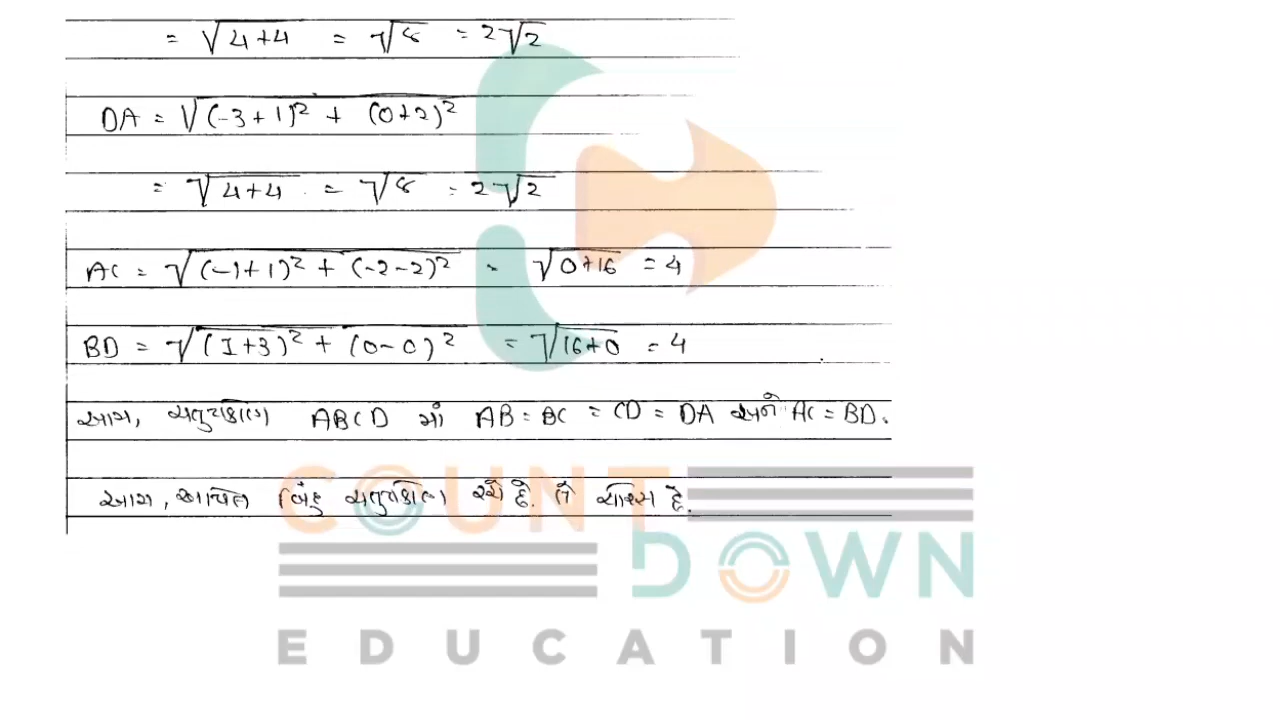 = √4+4 = √8 = 2√2
DA = √(-3+1)² + (0+2)²
= √4+4 = √8 = 2√2
AC = √(-1+1)² + (-2-2)² = √0+16 = 4
BD = √(1+3)² + (0-0)² = √16+0 = 4
આમ, ચતુષ્કોણ ABCD માં AB = BC = CD = DA અને AC = BD.
આમ, આપેલ બિંદુ ચતુષ્કોણ રચે છે. તે ચોરસ છે.
COUNT
DOWN
EDUCATION